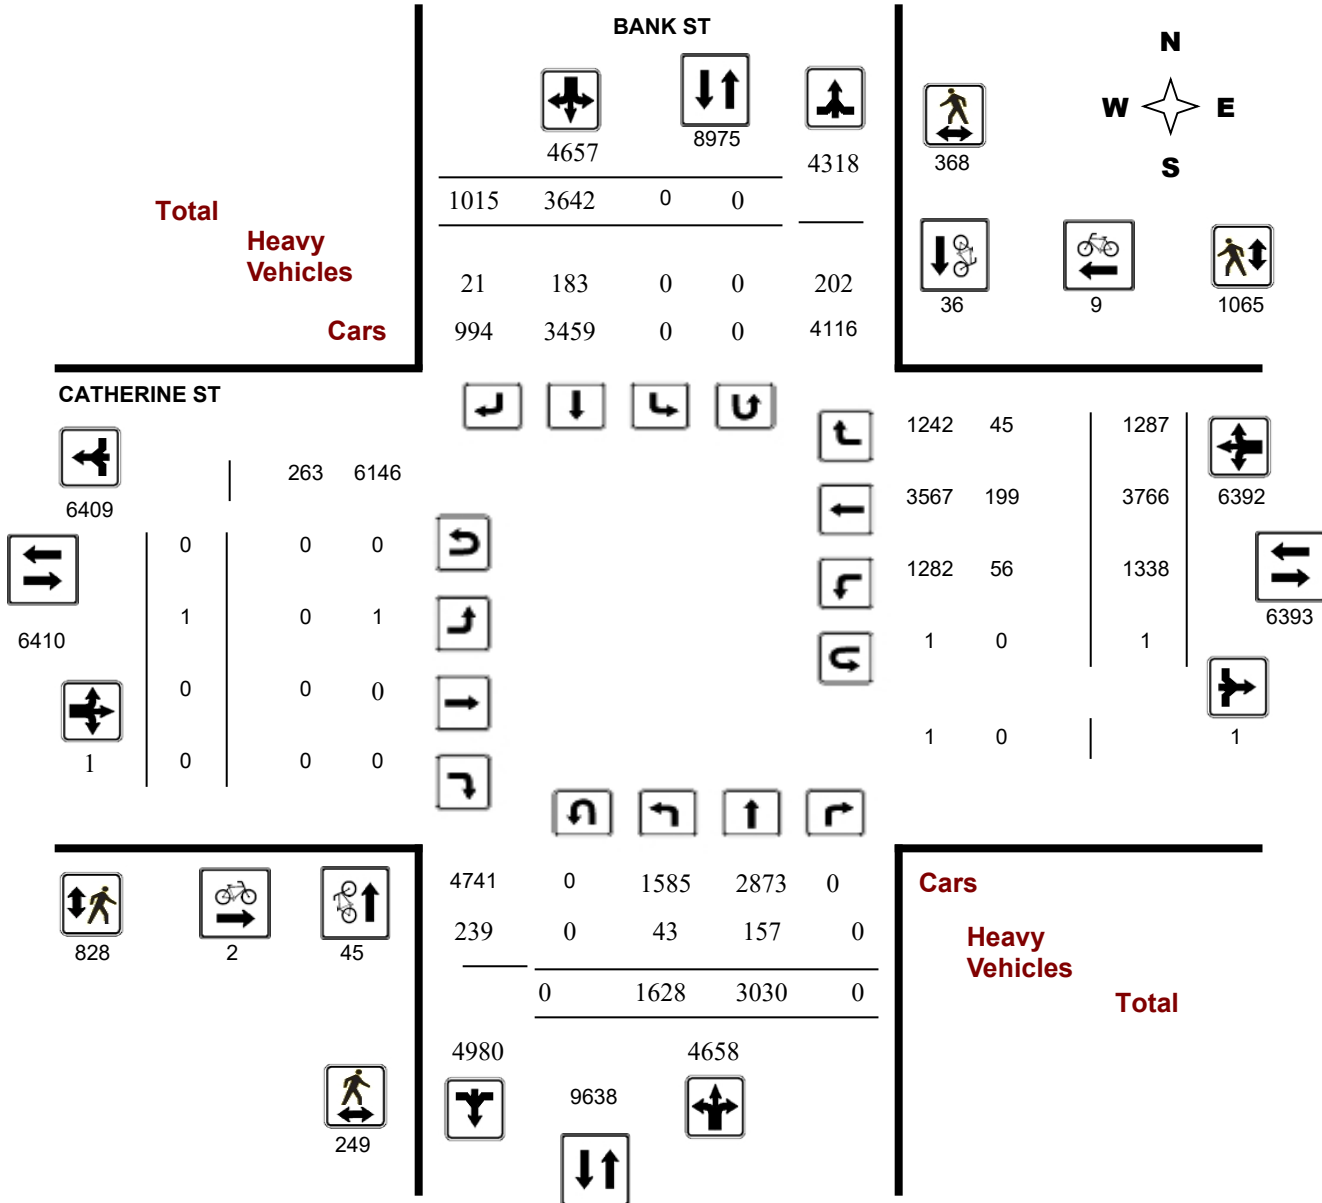 BANK ST
N
W E
S
4657 8975 4318 368
1015 3642 0 0
Total
Heavy
Vehicles
21 183 0 0 202
36 9 1065
Cars 994 3459 0 0 4116
CATHERINE ST
1242 45 1287
263 6146
6409
3567 199 3766 6392
0 0 0
1282 56 1338
1 0 1
6410
6393
1 0 1
0 0 0
1 0 1
1
0 0 0
4741 0 1585 2873 0 Cars
239 0 43 157 0 Heavy
Vehicles
828 2 45
0 1628 3030 0 Total
4980 4658
9638
249